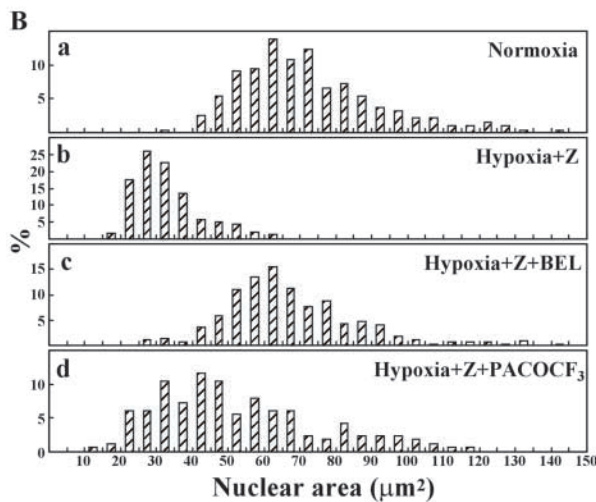 B
a Normoxia
10
5
b Hypoxia+Z
25
20
15
10
5
%
c Hypoxia+Z+BEL
15
10
5
d Hypoxia+Z+PACOCF3
10
5
0
10 20 30 40 50 60 70 80 90 100 110 120 130 140 150
Nuclear area (μm2)